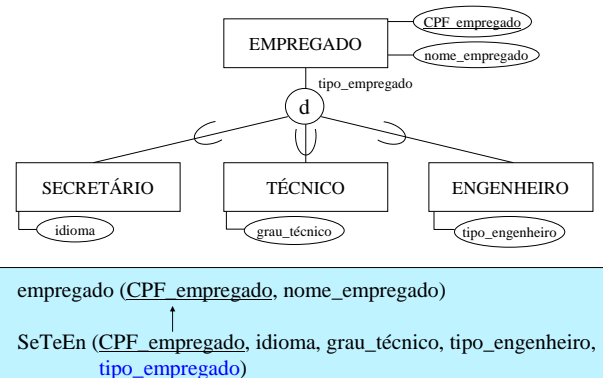 CPF_empregado
EMPREGADO
nome_empregado
tipo_empregado
d
SECRETÁRIO
TÉCNICO
ENGENHEIRO
idioma
grau_técnico
tipo_engenheiro
empregado (CPF_empregado, nome_empregado)
SeTeEn (CPF_empregado, idioma, grau_técnico, tipo_engenheiro,
tipo_empregado)